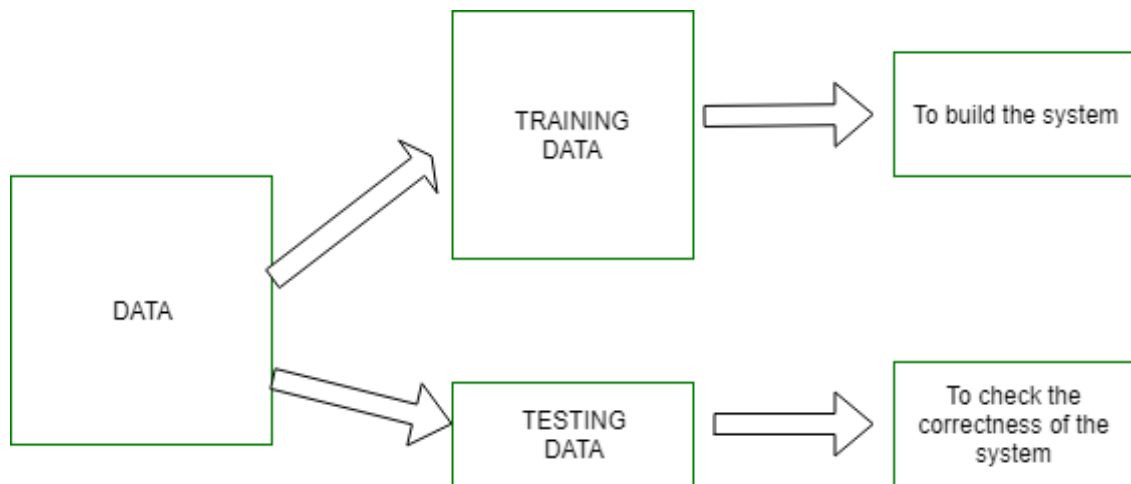 DATA
TRAINING
DATA
To build the system
TESTING
DATA
To check the
correctness of the
system